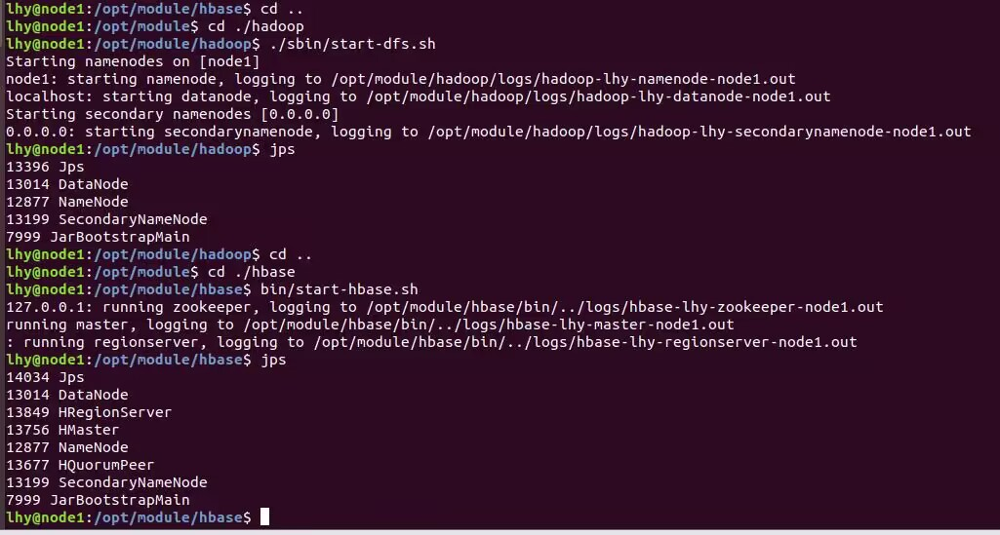 lhy@node1:/opt/module/hbase$ cd ..
lhy@node1:/opt/module$ cd ./hadoop
lhy@node1:/opt/module/hadoop$ ./sbin/start-dfs.sh
Starting namenodes on [node1]
node1: starting namenode, logging to /opt/module/hadoop/logs/hadoop-lhy-namenode-node1.out
localhost: starting datanode, logging to /opt/module/hadoop/logs/hadoop-lhy-datanode-node1.out
Starting secondary namenodes [0.0.0.0]
0.0.0.0: starting secondarynamenode, logging to /opt/module/hadoop/logs/hadoop-lhy-secondarynamenode-node1.out
lhy@node1:/opt/module/hadoop$ jps
13396 Jps
13014 DataNode
12877 NameNode
13199 SecondaryNameNode
7999 JarBootstrapMain
lhy@node1:/opt/module/hadoop$ cd ..
lhy@node1:/opt/module$ cd ./hbase
lhy@node1:/opt/module/hbase$ bin/start-hbase.sh
127.0.0.1: running zookeeper, logging to /opt/module/hbase/bin/../logs/hbase-lhy-zookeeper-node1.out
running master, logging to /opt/module/hbase/bin/../logs/hbase-lhy-master-node1.out
: running regionserver, logging to /opt/module/hbase/bin/../logs/hbase-lhy-regionserver-node1.out
lhy@node1:/opt/module/hbase$ jps
14034 Jps
13014 DataNode
13849 HRegionServer
13756 HMaster
12877 NameNode
13677 HQuorumPeer
13199 SecondaryNameNode
7999 JarBootstrapMain
lhy@node1:/opt/module/hbase$